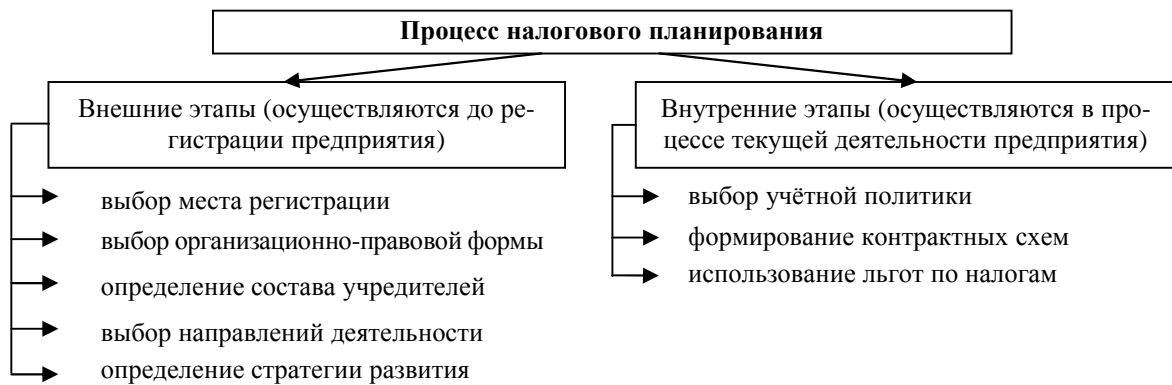 Процесс налогового планирования
Внешние этапы (осуществляются до ре-
гистрации предприятия)
выбор места регистрации
выбор организационно-правовой формы
определение состава учредителей
выбор направлений деятельности
определение стратегии развития
Внутренние этапы (осуществляются в про-
цессе текущей деятельности предприятия)
выбор учётной политики
формирование контрактных схем
использование льгот по налогам